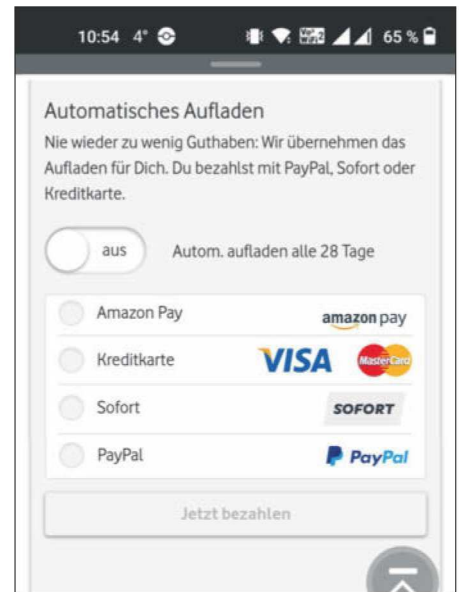 10:54 4° 65 %
Automatisches Aufladen
Nie wieder zu wenig Guthaben: Wir übernehmen das
Aufladen für Dich. Du bezahlst mit PayPal, Sofort oder
Kreditkarte.
aus Autom. aufladen alle 28 Tage
Amazon Pay amazon pay
Kreditkarte VISA MasterCard
Sofort SOFORT
PayPal PayPal
Jetzt bezahlen